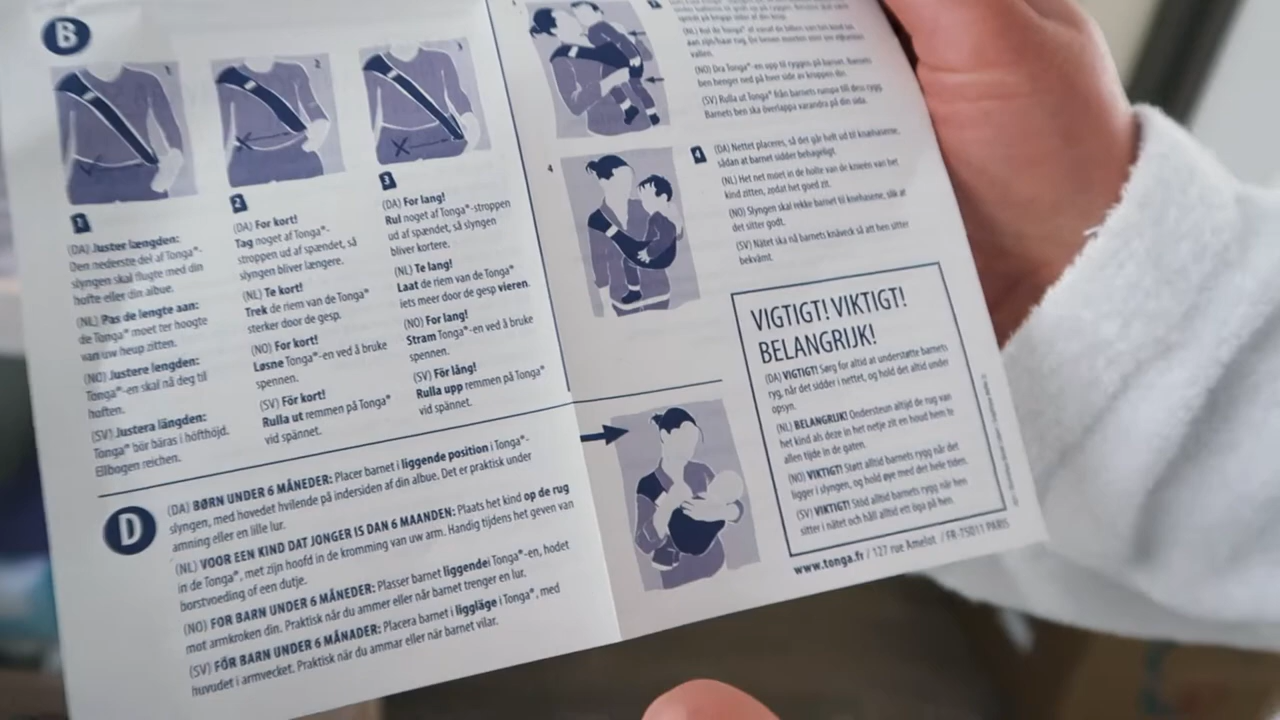 B
1
2
3
1
(DA) Juster længden:
Den nederste del af Tonga®-
slyngen skal flugte med din
hofte eller din albue.
(NL) Pas de lengte aan:
de Tonga® moet ter hoogte
van uw heup zitten.
(NO) Justere lengden:
Tonga®-en skal nå deg til
hoften.
(SV) Justera längden:
Tonga® bör bäras i höfthöjd.
Ellbogen reichen.
2
(DA) For kort!
Tag noget af Tonga®-
stroppen ud af spændet, så
slyngen bliver længere.
(NL) Te kort!
Trek de riem van de Tonga®
sterker door de gesp.
(NO) For kort!
Løsne Tonga®-en ved å bruke
spennen.
(SV) För kort!
Rulla ut remmen på Tonga®
vid spännet.
3
(DA) For lang!
Rul noget af Tonga®-stroppen
ud af spændet, så slyngen
bliver kortere.
(NL) Te lang!
Laat de riem van de Tonga®
iets meer door de gesp vieren.
(NO) For lang!
Stram Tonga®-en ved å bruke
spennen.
(SV) För lång!
Rulla upp remmen på Tonga®
vid spännet.
(NO) Dra Tonga®-en opp til ryggen på barnet. Barnets
ben henger ned på hver side av kroppen din.
(SV) Rulla ut Tonga® från barnets rumpa till dess rygg.
Barnets ben ska överlappa varandra på din sida.
4
4
(DA) Nettet placeres, så det går helt ud til knæhaserne,
sådan at barnet sidder behageligt.
(NL) Het net moet in de holte van de knieën van het
kind zitten, zodat het goed zit.
(NO) Slyngen skal rekke barnet til knehasene, slik at
det sitter godt.
(SV) Nätet ska nå barnets knäveck så att hen sitter
bekvämt.
VIGTIGT! VIKTIGT!
BELANGRIJK!
(DA) VIGTIGT! Sørg for altid at understøtte barnets
ryg, når det sidder i nettet, og hold det altid under
opsyn.
(NL) BELANGRIJK! Ondersteun altijd de rug van
het kind als deze in het netje zit en houd hem te
allen tijde in de gaten.
(NO) VIKTIGT! Støtt alltid barnets rygg når det
ligger i slyngen, og hold øye med det hele tiden.
(SV) VIKTIGT! Stöd alltid barnets rygg när hen
sitter i nätet och håll alltid ett öga på hen.
www.tonga.fr / 127 rue Amelot / FR-75011 PARIS
D
(DA) BØRN UNDER 6 MÅNEDER: Placer barnet i liggende position i Tonga®-
slyngen, med hovedet hvilende på indersiden af din albue. Det er praktisk under
amning eller en lille lur.
(NL) VOOR EEN KIND DAT JONGER IS DAN 6 MAANDEN: Plaats het kind op de rug
in de Tonga®, met zijn hoofd in de kromming van uw arm. Handig tijdens het geven van
borstvoeding of een dutje.
(NO) FOR BARN UNDER 6 MÅNEDER: Plasser barnet liggendei Tonga®-en, hodet
mot armkroken din. Praktisk når du ammer eller når barnet trenger en lur.
(SV) FÖR BARN UNDER 6 MÅNADER: Placera barnet i liggläge i Tonga®, med
huvudet i armvecket. Praktisk når du ammar eller när barnet vilar.